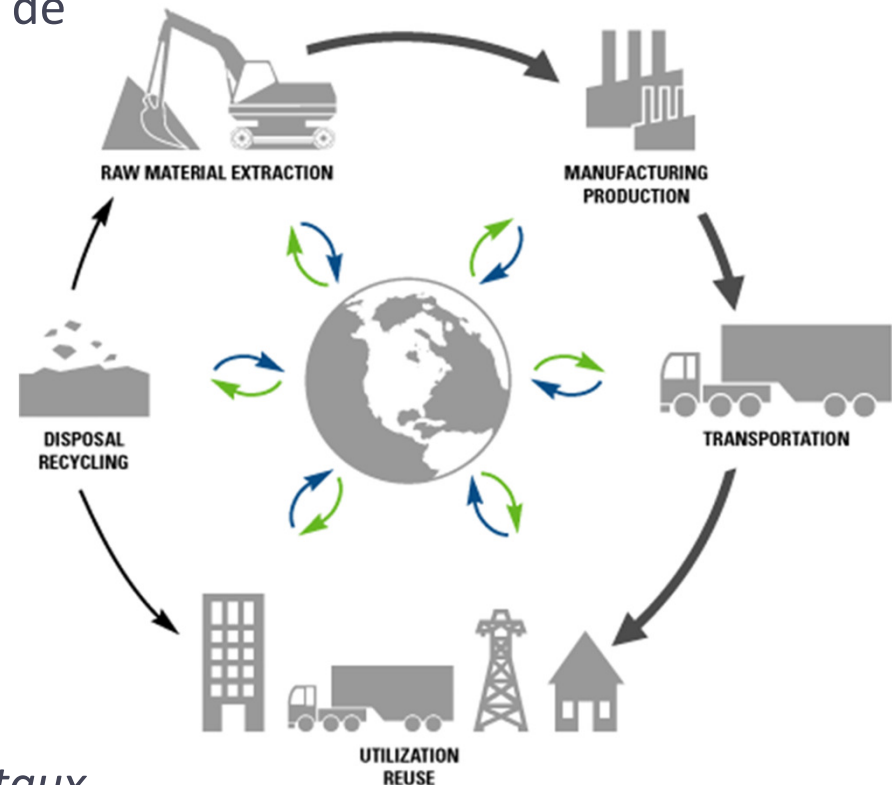 de
RAW MATERIAL EXTRACTION
MANUFACTURING
PRODUCTION
DISPOSAL
RECYCLING
TRANSPORTATION
UTILIZATION
REUSE